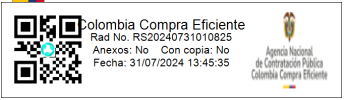 Colombia Compra Eficiente
Rad No. RS20240731010825
Anexos: No    Con copia: No
Fecha: 31/07/2024 13:45:35
Agencia Nacional
de Contratación Pública
Colombia Compra Eficiente